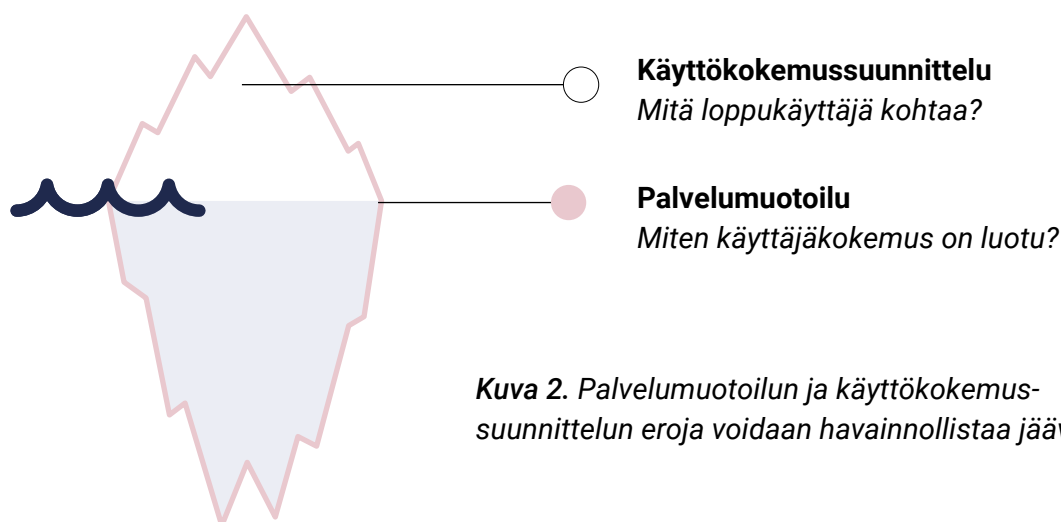 Käyttökokemussuunnittelu
Mitä loppukäyttäjä kohtaa?
Palvelumuotoilu
Miten käyttäjäkokemus on luotu?
Kuva 2. Palvelumuotoilun ja käyttökokemus-
suunnittelun eroja voidaan havainnollistaa